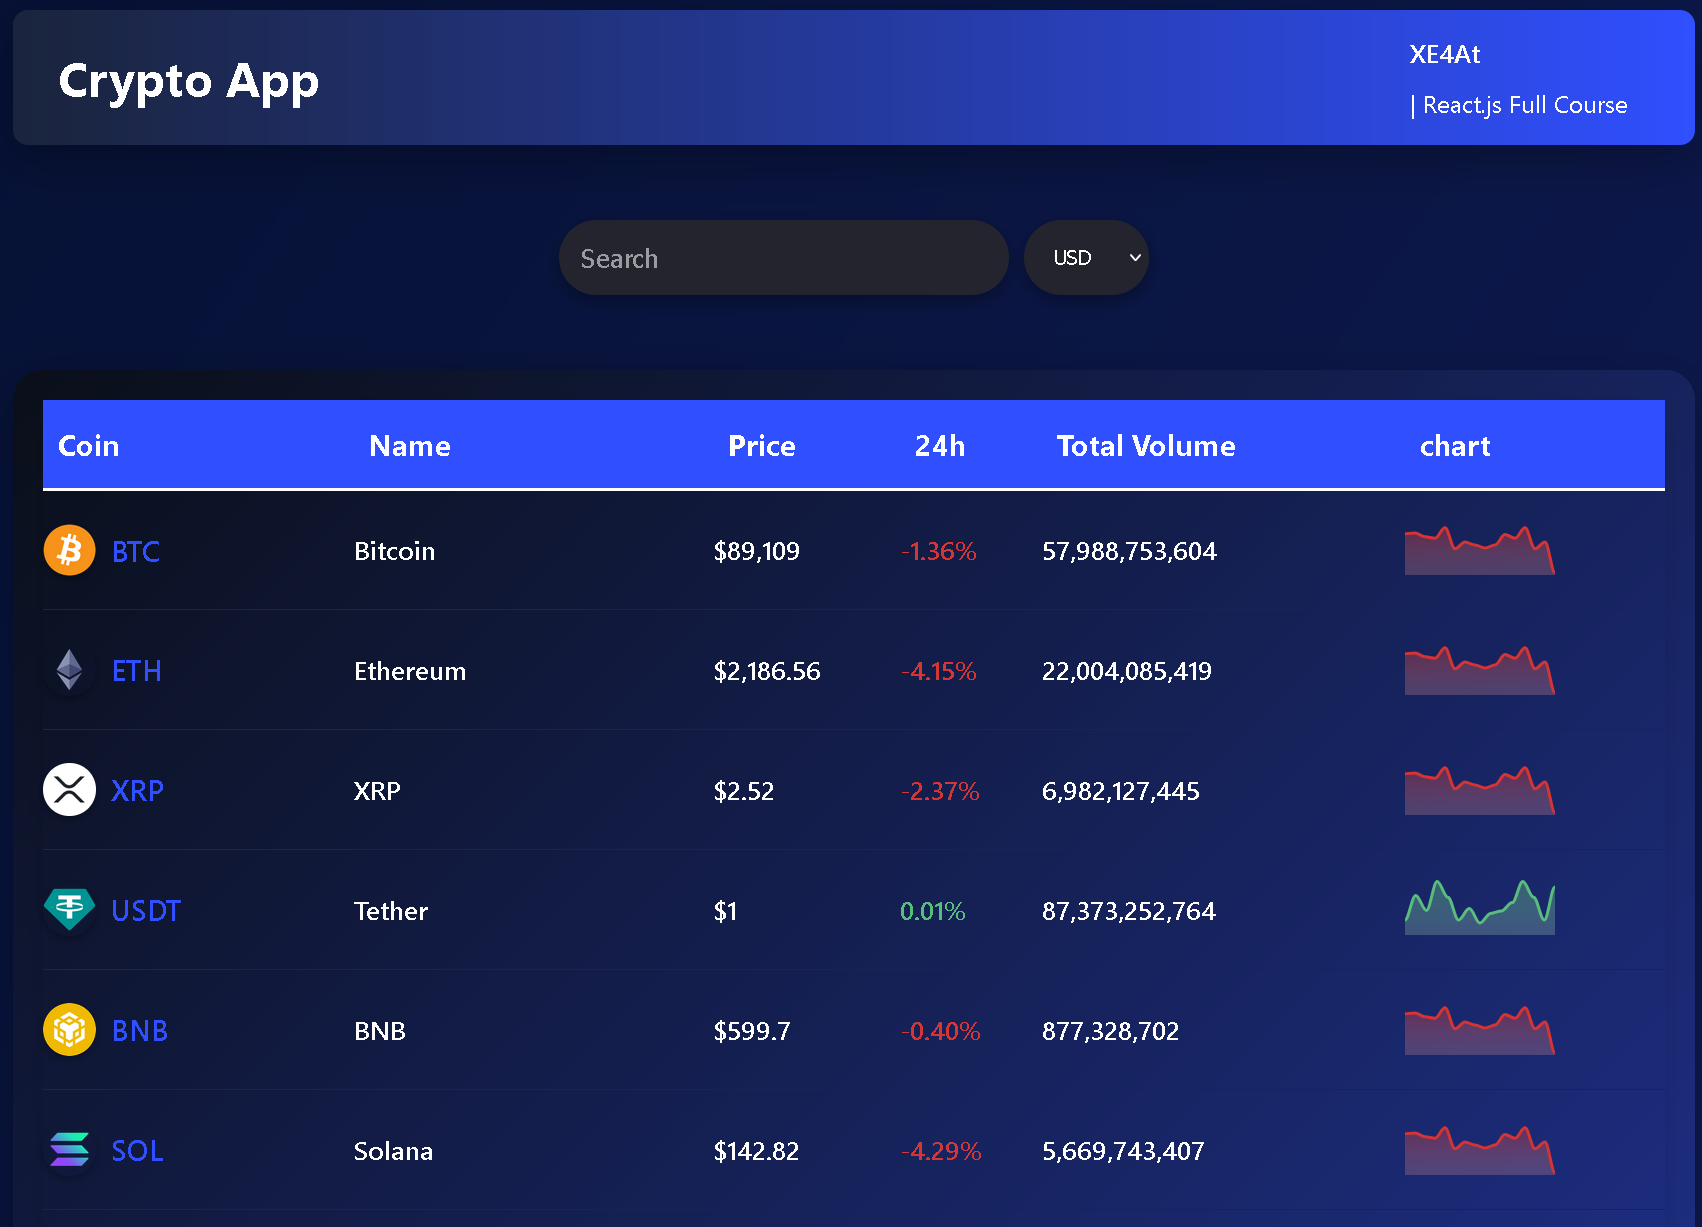 Crypto App
XE4At
| React.js Full Course
Search
USD
Coin Name Price 24h Total Volume chart
BTC Bitcoin $89,109 -1.36% 57,988,753,604
ETH Ethereum $2,186.56 -4.15% 22,004,085,419
XRP XRP $2.52 -2.37% 6,982,127,445
USDT Tether $1 0.01% 87,373,252,764
BNB BNB $599.7 -0.40% 877,328,702
SOL Solana $142.82 -4.29% 5,669,743,407